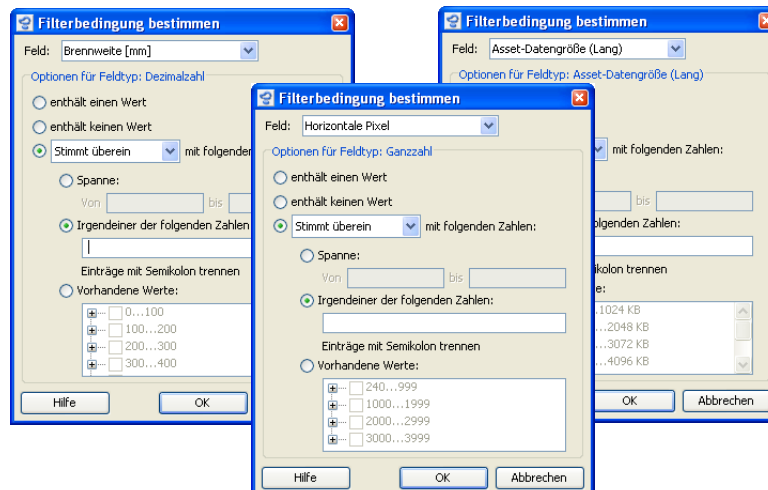 Filterbedingung bestimmen
Feld: Brennweite [mm]
Optionen für Feldtyp: Dezimalzahl
enthält einen Wert
enthält keinen Wert
Stimmt überein mit folgenden
Spanne:
Von bis
Irgendeiner der folgenden Zahlen
Einträge mit Semikolon trennen
Vorhandene Werte:
0...100
100...200
200...300
300...400
Hilfe OK
Filterbedingung bestimmen
Feld: Horizontale Pixel
Optionen für Feldtyp: Ganzzahl
enthält einen Wert
enthält keinen Wert
Stimmt überein mit folgenden Zahlen:
Spanne:
Von bis
Irgendeiner der folgenden Zahlen:
Einträge mit Semikolon trennen
Vorhandene Werte:
240...999
1000...1999
2000...2999
3000...3999
Hilfe OK Abbrechen
Filterbedingung bestimmen
Feld: Asset-Datengröße (Lang)
Optionen für Feldtyp: Asset-Datengröße (Lang)
mit folgenden Zahlen:
bis
folgenden Zahlen:
ikolon trennen
e:
..1024 KB
...2048 KB
...3072 KB
...4096 KB
OK Abbrechen